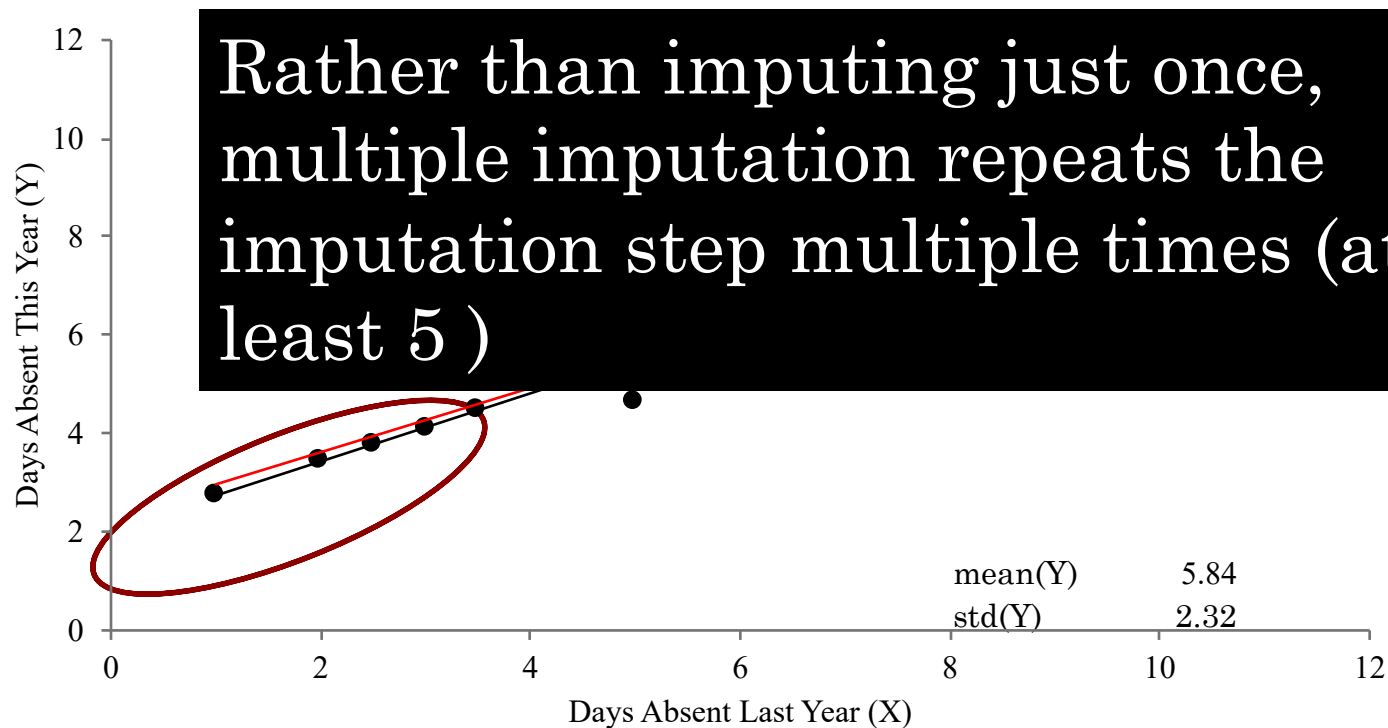 Rather than imputing just once,
multiple imputation repeats the
imputation step multiple times (at
least 5 )
Days Absent This Year (Y)
12
10
8
6
4
2
0
mean(Y) 5.84
std(Y) 2.32
0 2 4 6 8 10 12
Days Absent Last Year (X)